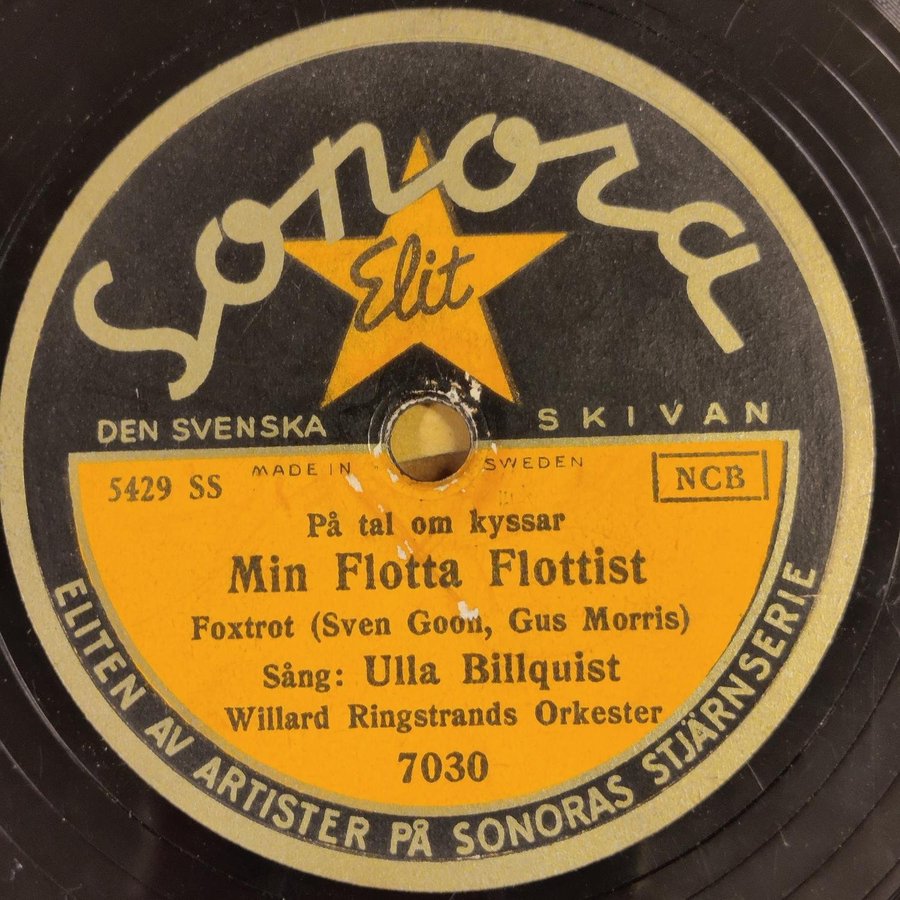 Sonora
Elit
DEN SVENSKA SKIVAN
MADE IN SWEDEN
5429 SS
NCB
På tal om kyssar
Min Flotta Flottist
Foxtrot (Sven Goon, Gus Morris)
Sång: Ulla Billquist
Willard Ringstrands Orkester
7030
ELITEN AV ARTISTER PÅ SONORAS STJÄRNSERIE